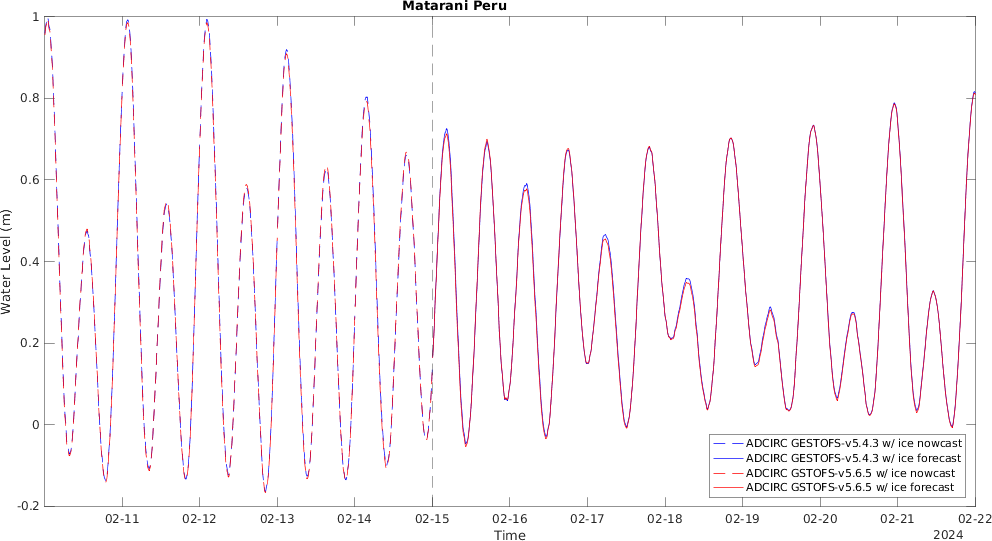 Matarani Peru
1
0.8
0.6
0.4
0.2
0
-0.2
Water Level (m)
02-11 02-12 02-13 02-14 02-15 02-16 02-17 02-18 02-19 02-20 02-21 02-22
Time
2024
ADCIRC GESTOFS-v5.4.3 w/ ice nowcast
ADCIRC GESTOFS-v5.4.3 w/ ice forecast
ADCIRC GSTOFS-v5.6.5 w/ ice nowcast
ADCIRC GSTOFS-v5.6.5 w/ ice forecast